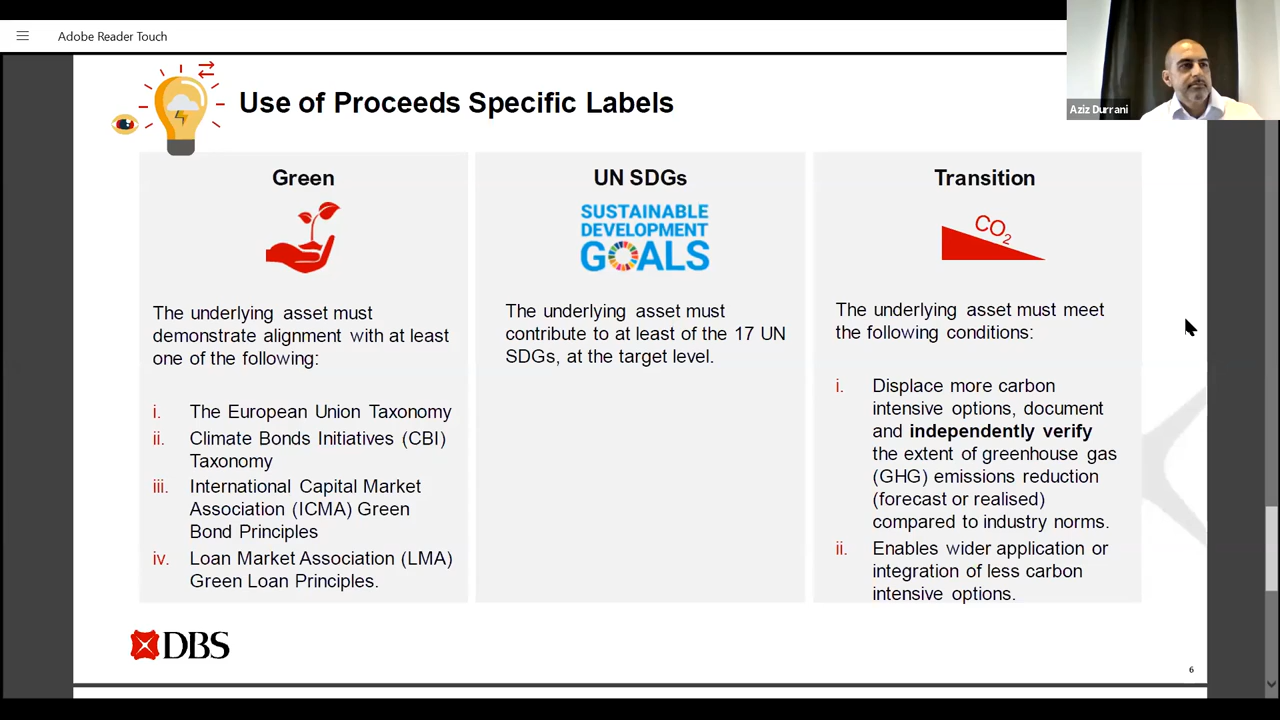 Adobe Reader Touch
Aziz Durrani
Use of Proceeds Specific Labels
Green
The underlying asset must
demonstrate alignment with at least
one of the following:
i. The European Union Taxonomy
ii. Climate Bonds Initiatives (CBI)
Taxonomy
iii. International Capital Market
Association (ICMA) Green
Bond Principles
iv. Loan Market Association (LMA)
Green Loan Principles.
UN SDGs
SUSTAINABLE
DEVELOPMENT
GOALS
The underlying asset must
contribute to at least of the 17 UN
SDGs, at the target level.
Transition
CO2
The underlying asset must meet
the following conditions:
i. Displace more carbon
intensive options, document
and independently verify
the extent of greenhouse gas
(GHG) emissions reduction
(forecast or realised)
compared to industry norms.
ii. Enables wider application or
integration of less carbon
intensive options.
DBS
6